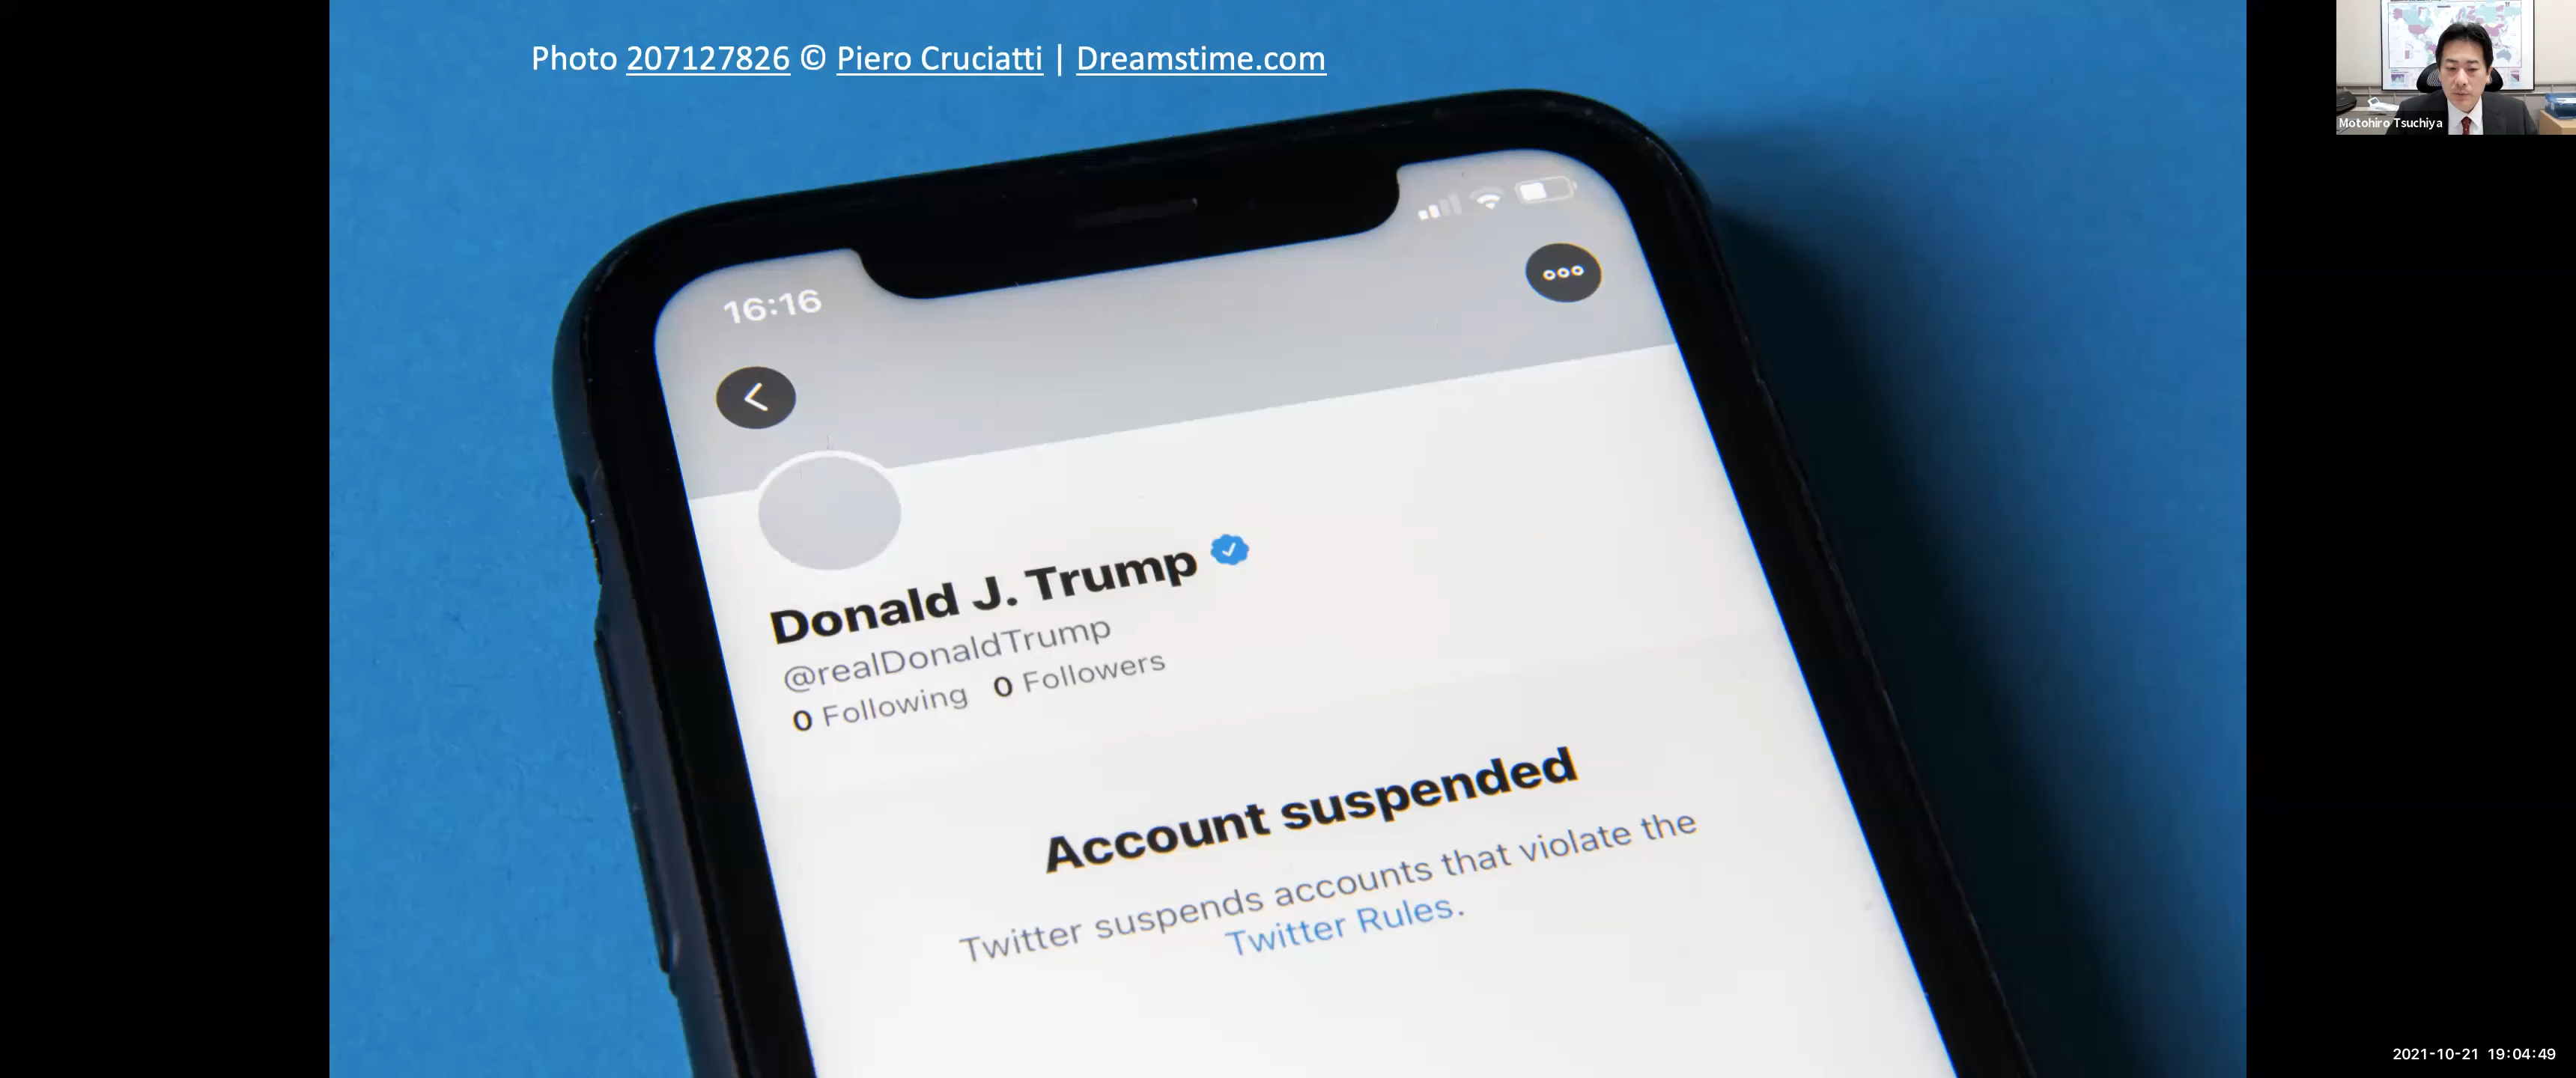 Photo 207127826 © Piero Cruciatti | Dreamstime.com
Motohiro Tsuchiya
16:16
Donald J. Trump
@realDonaldTrump
0 Following 0 Followers
Account suspended
Twitter suspends accounts that violate the
Twitter Rules.
2021-10-21 19:04:49